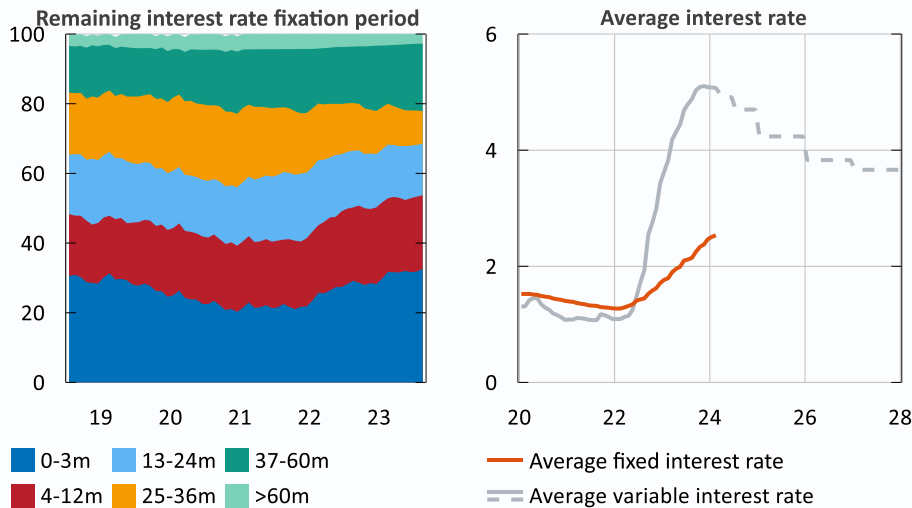 Remaining interest rate fixation period
100
80
60
40
20
0
19 20 21 22 23
0-3m 13-24m 37-60m
4-12m 25-36m >60m
Average interest rate
6
4
2
0
20 22 24 26 28
Average fixed interest rate
Average variable interest rate